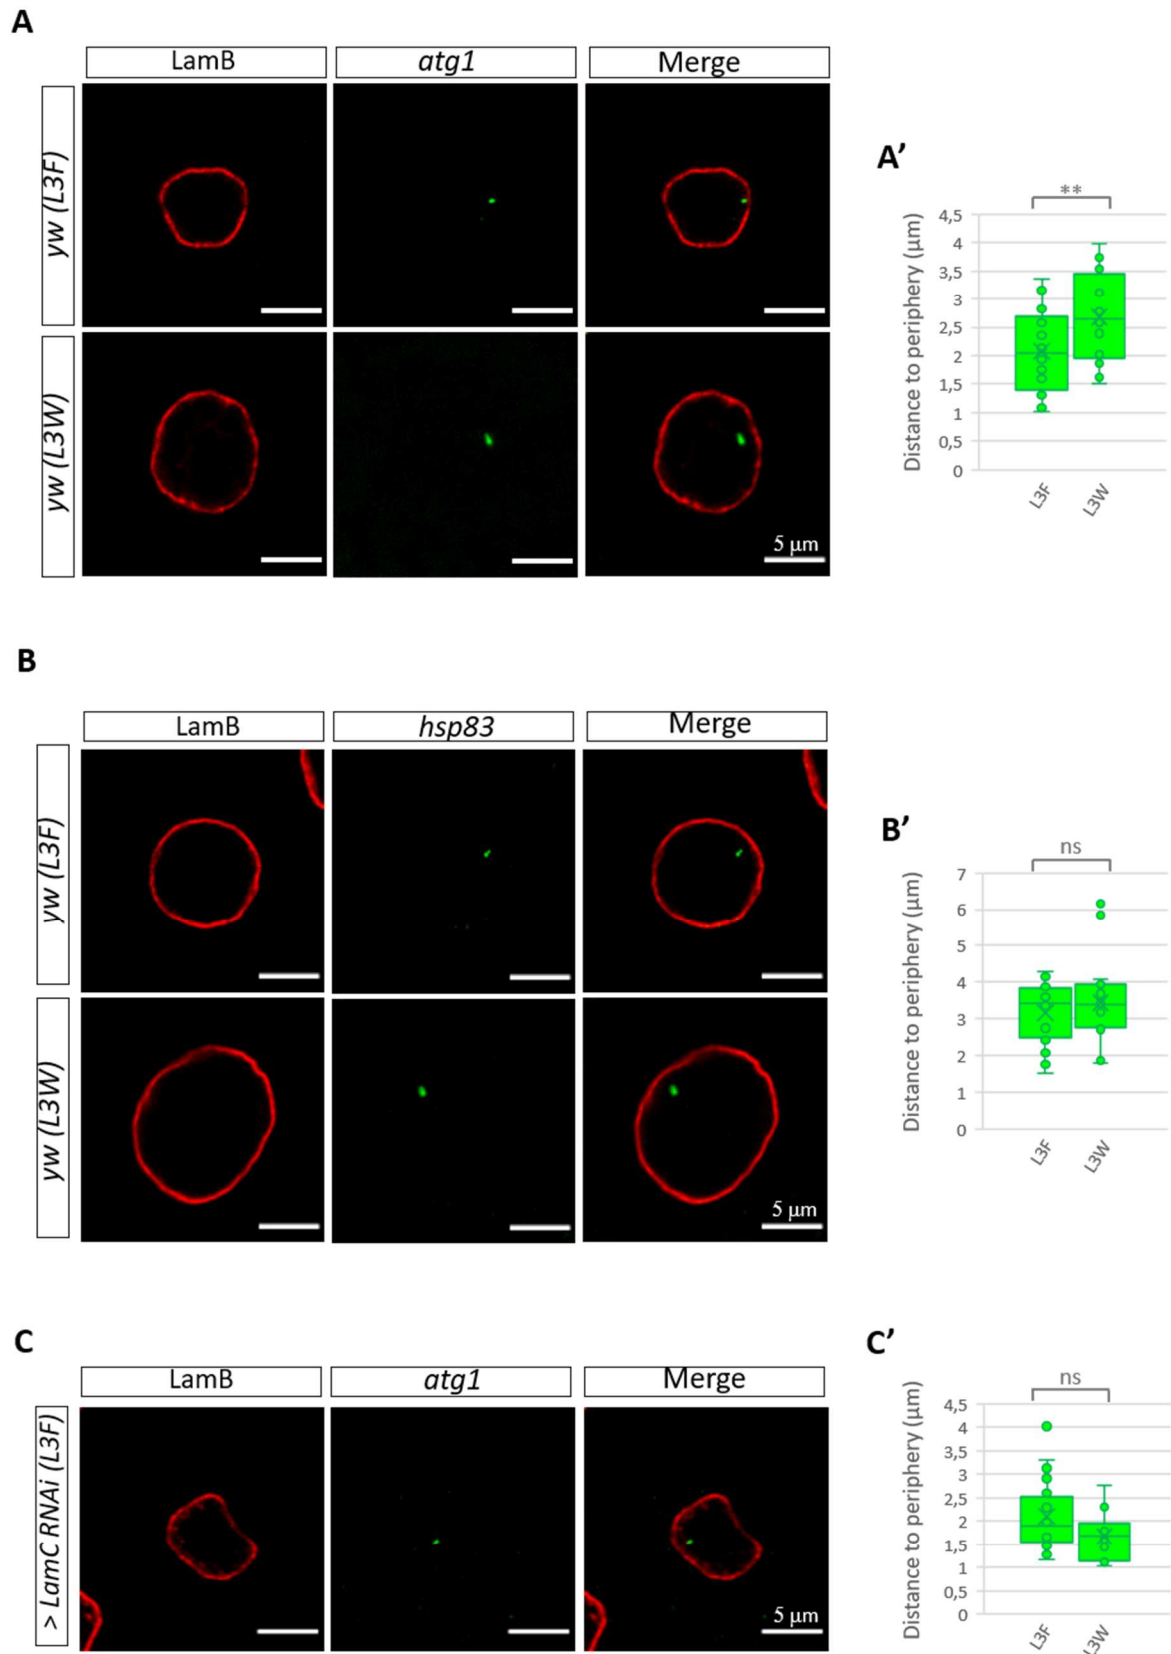 A
LamB
atg1
Merge
yw (L3F)
yw (L3W)
5 µm
A’
**
Distance to periphery (µm)
4,5
4
3,5
3
2,5
2
1,5
1
0,5
0
L3F
L3W
B
LamB
hsp83
Merge
yw (L3F)
yw (L3W)
5 µm
B’
ns
Distance to periphery (µm)
7
6
5
4
3
2
1
0
L3F
L3W
C
LamB
atg1
Merge
> LamC RNAi (L3F)
5 µm
C’
ns
Distance to periphery (µm)
4,5
4
3,5
3
2,5
2
1,5
1
0,5
0
L3F
L3W